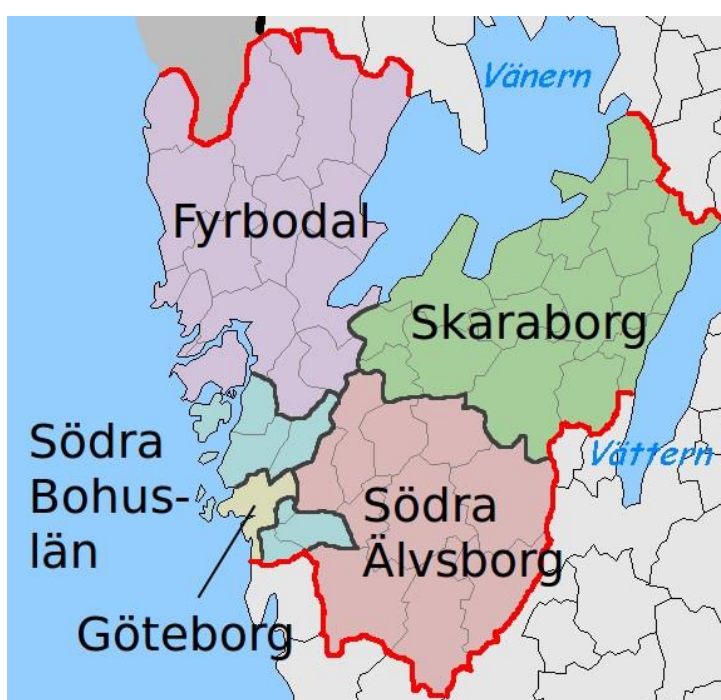 Vänern
Fyrbodal
Skaraborg
Södra
Bohus-
län
Vättern
Södra
Älvsborg
Göteborg